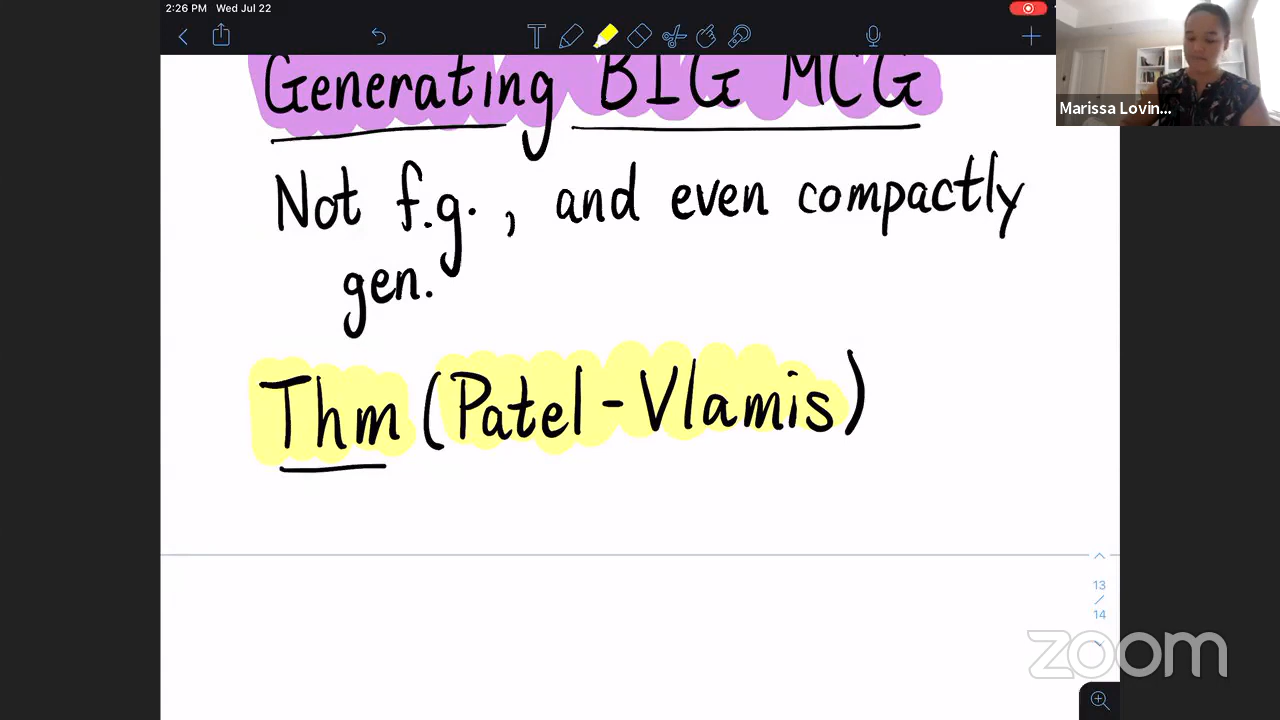 2:26 PM Wed Jul 22
Generating BIG MCG
Marissa Lovin...
Not f.g., and even compactly
gen.
Thm (Patel-Vlamis)
13
/
14
zoom